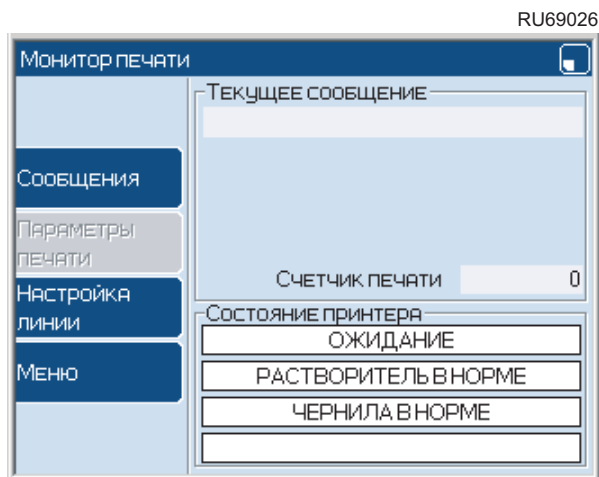 RU69026
Монитор печати
Текущее сообщение
Сообщения
Параметры
печати
Счетчик печати 0
Настройка
линии
Состояние принтера
ОЖИДАНИЕ
Меню
РАСТВОРИТЕЛЬ В НОРМЕ
ЧЕРНИЛА В НОРМЕ